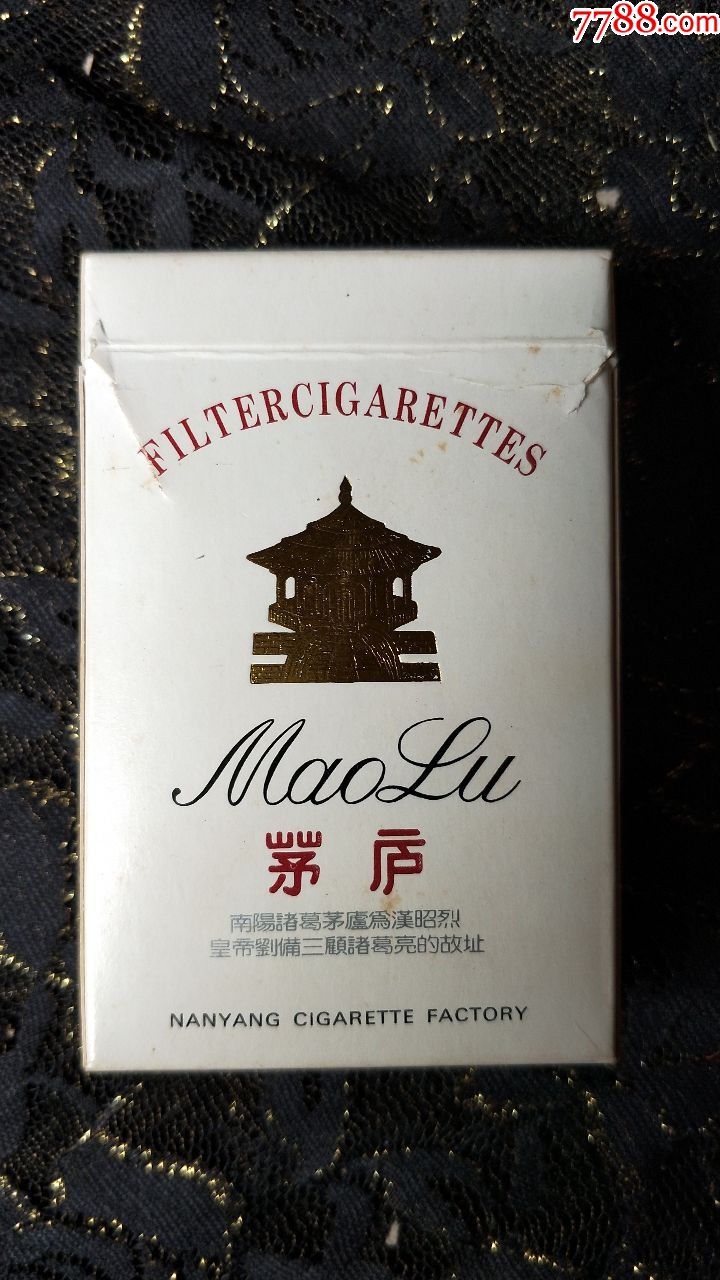 7788.com
FILTERCIGARETTES
MaoLu
茅庐
南陽諸葛茅廬為漢昭烈
皇帝劉備三顧諸葛亮的故址
NANYANG CIGARETTE FACTORY